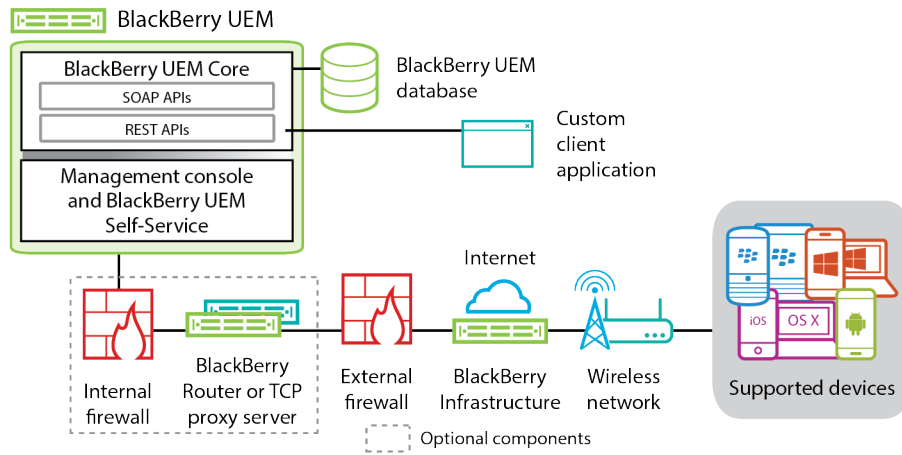 BlackBerry UEM
BlackBerry UEM Core
SOAP APIs
REST APIs
Management console
and BlackBerry UEM
Self-Service
BlackBerry UEM
database
Custom
client
application
Internet
iOS
OS X
Internal
firewall
BlackBerry
Router or TCP
proxy server
External
firewall
BlackBerry
Infrastructure
Wireless
network
Supported devices
Optional components